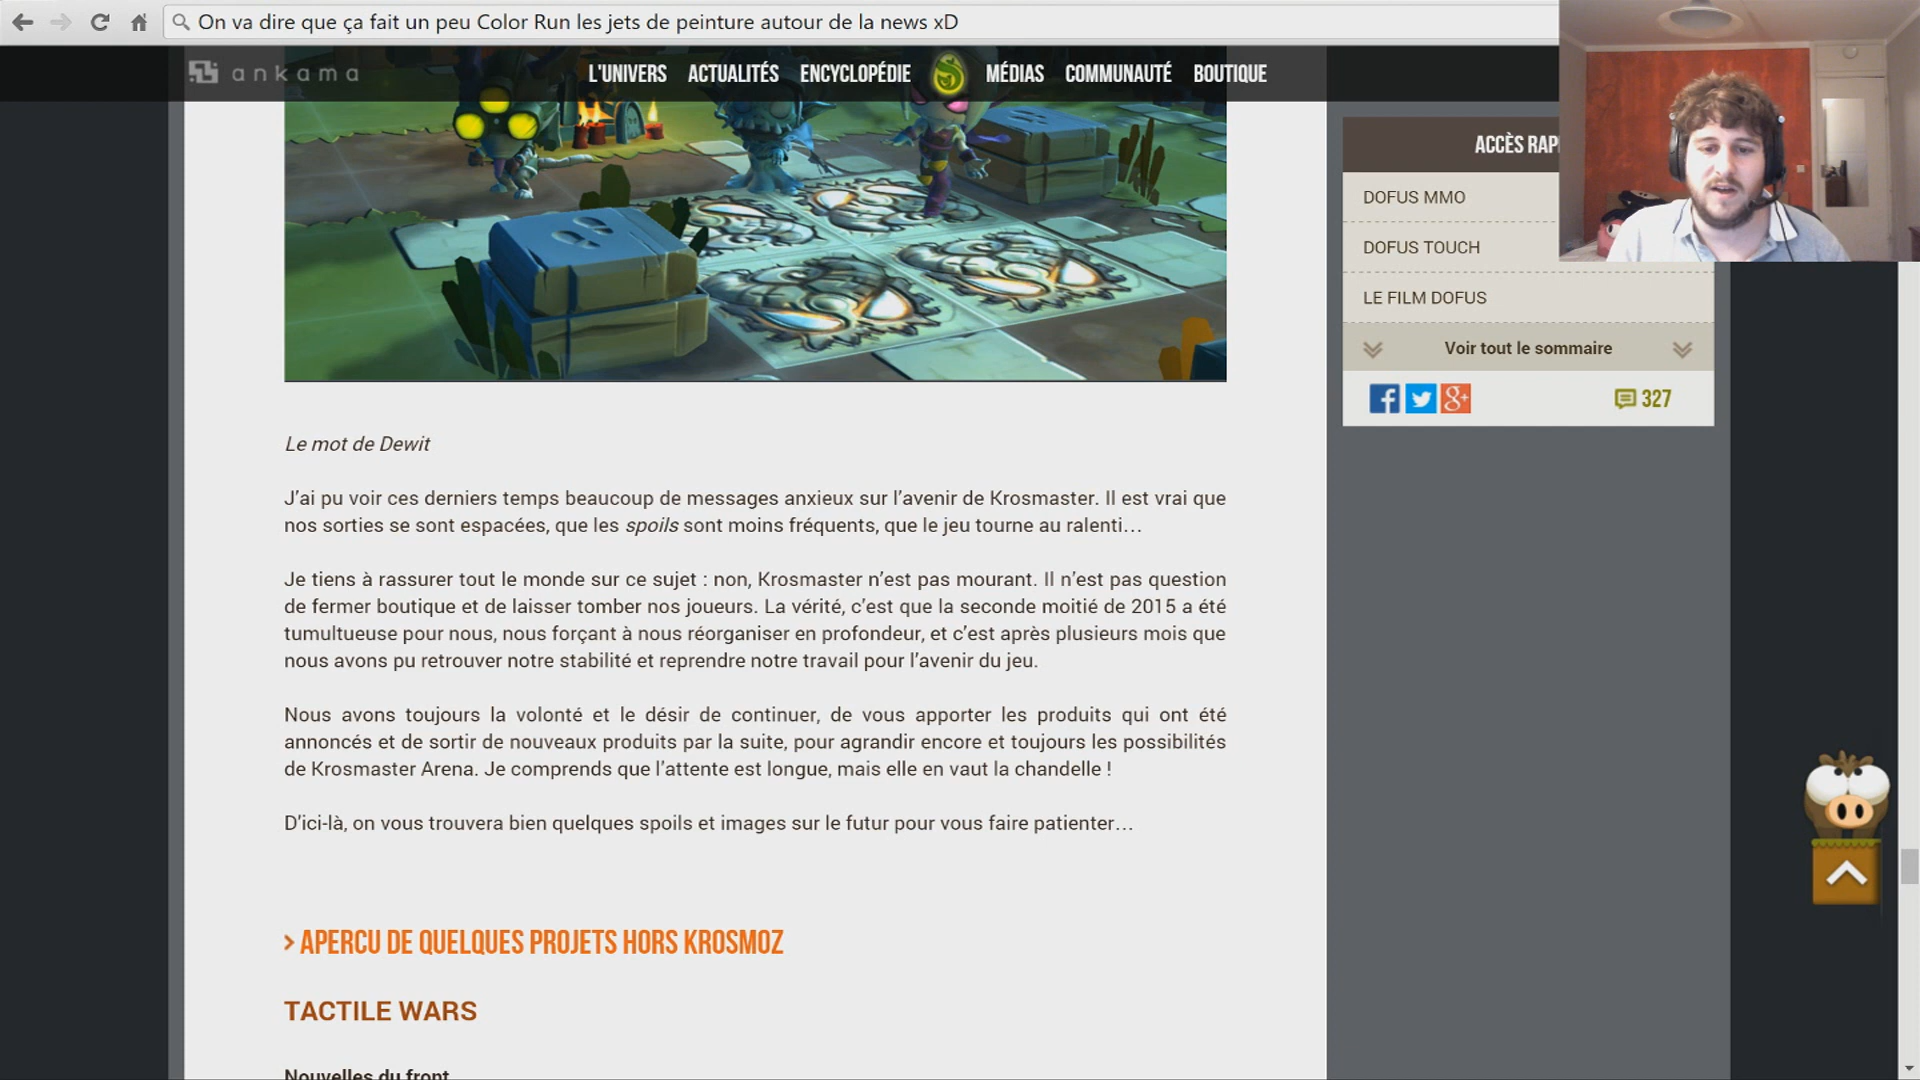 On va dire que ça fait un peu Color Run les jets de peinture autour de la news xD
ankama
L'UNIVERS ACTUALITÉS ENCYCLOPÉDIE MÉDIAS COMMUNAUTÉ BOUTIQUE
ACCÈS
DOFUS MMO
DOFUS TOUCH
LE FILM DOFUS
Voir tout le sommaire
327
Le mot de Dewit
J’ai pu voir ces derniers temps beaucoup de messages anxieux sur l’avenir de Krosmaster. Il est vrai que
nos sorties se sont espacées, que les spoils sont moins fréquents, que le jeu tourne au ralenti…
Je tiens à rassurer tout le monde sur ce sujet : non, Krosmaster n’est pas mourant. Il n’est pas question
de fermer boutique et de laisser tomber nos joueurs. La vérité, c’est que la seconde moitié de 2015 a été
tumultueuse pour nous, nous forçant à nous réorganiser en profondeur, et c’est après plusieurs mois que
nous avons pu retrouver notre stabilité et reprendre notre travail pour l’avenir du jeu.
Nous avons toujours la volonté et le désir de continuer, de vous apporter les produits qui ont été
annoncés et de sortir de nouveaux produits par la suite, pour agrandir encore et toujours les possibilités
de Krosmaster Arena. Je comprends que l’attente est longue, mais elle en vaut la chandelle !
D’ici-là, on vous trouvera bien quelques spoils et images sur le futur pour vous faire patienter…
> APERCU DE QUELQUES PROJETS HORS KROSMOZ
TACTILE WARS
Nouvelles du front